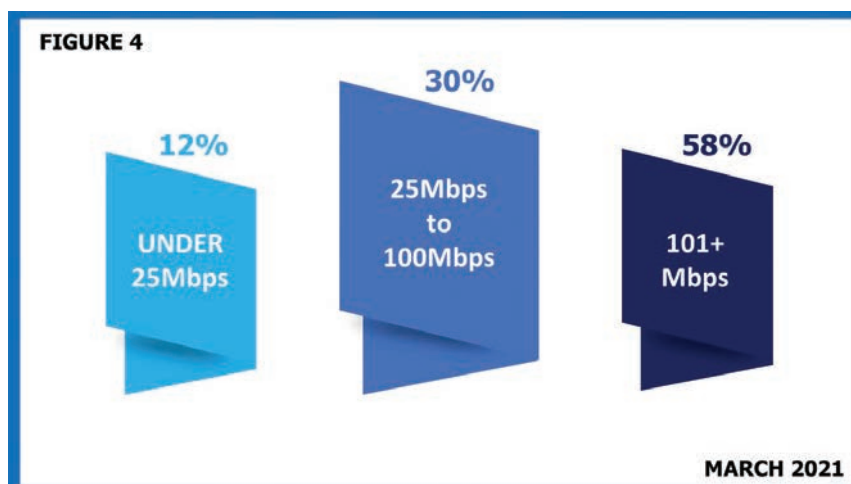 FIGURE 4
12%
UNDER
25Mbps
30%
25Mbps
to
100Mbps
58%
101+
Mbps
MARCH 2021